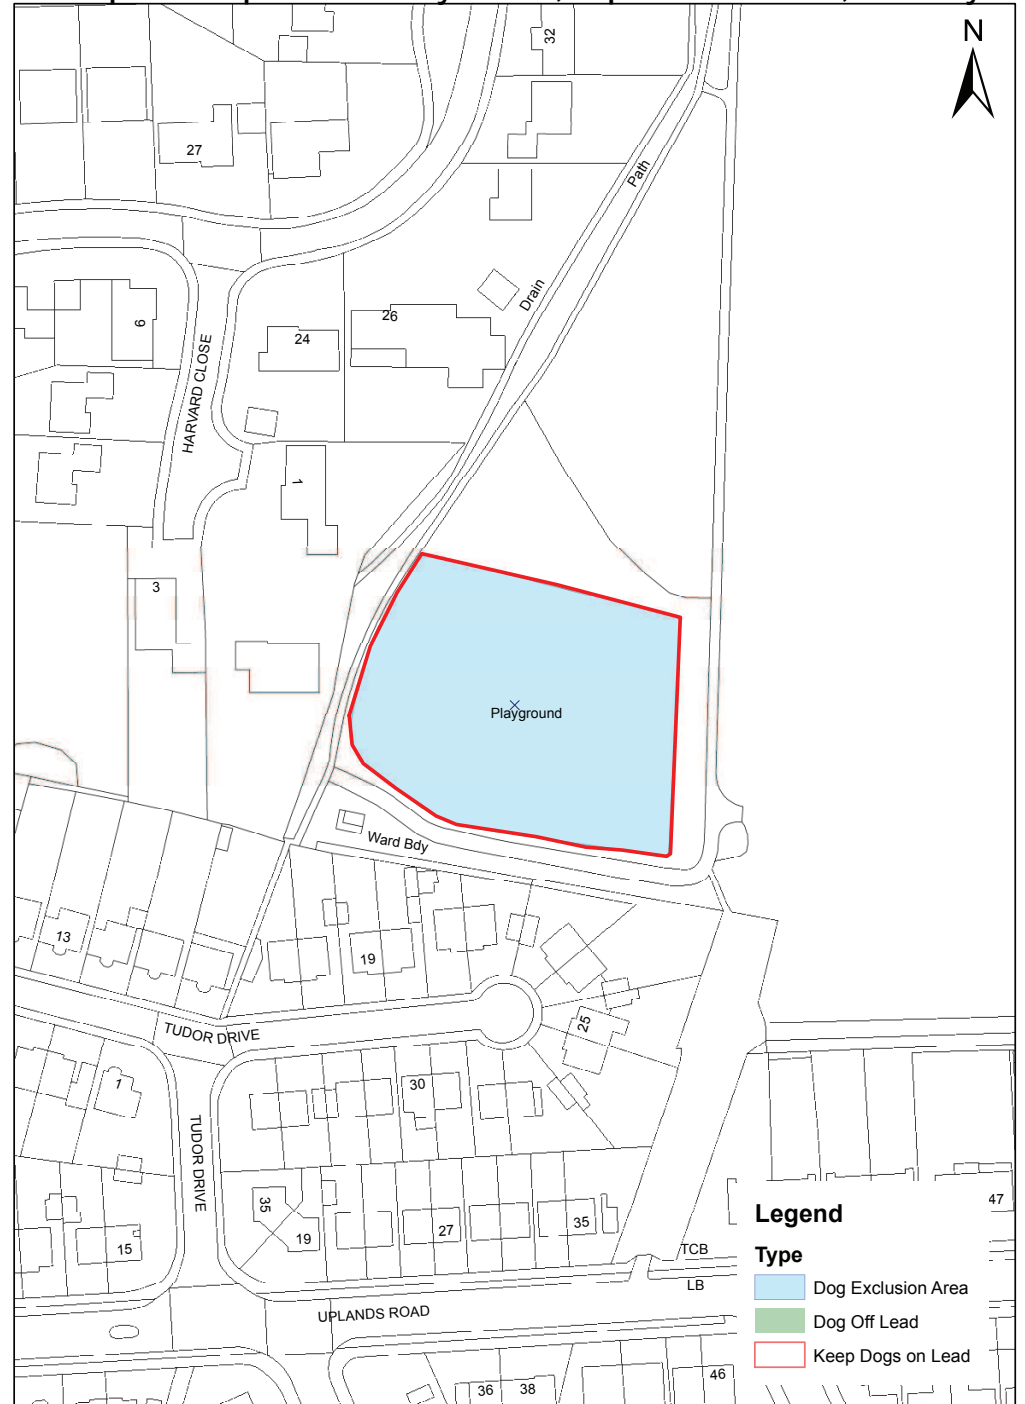 N
32
27
Path
Drain
26
24
6
HARVARD CLOSE
1
3
Playground
Ward Bdy
13
19
25
TUDOR DRIVE
1
30
TUDOR DRIVE
35
19
27
35
15
47
TCB
LB
UPLANDS ROAD
36
38
46
Legend
Type
Dog Exclusion Area
Dog Off Lead
Keep Dogs on Lead